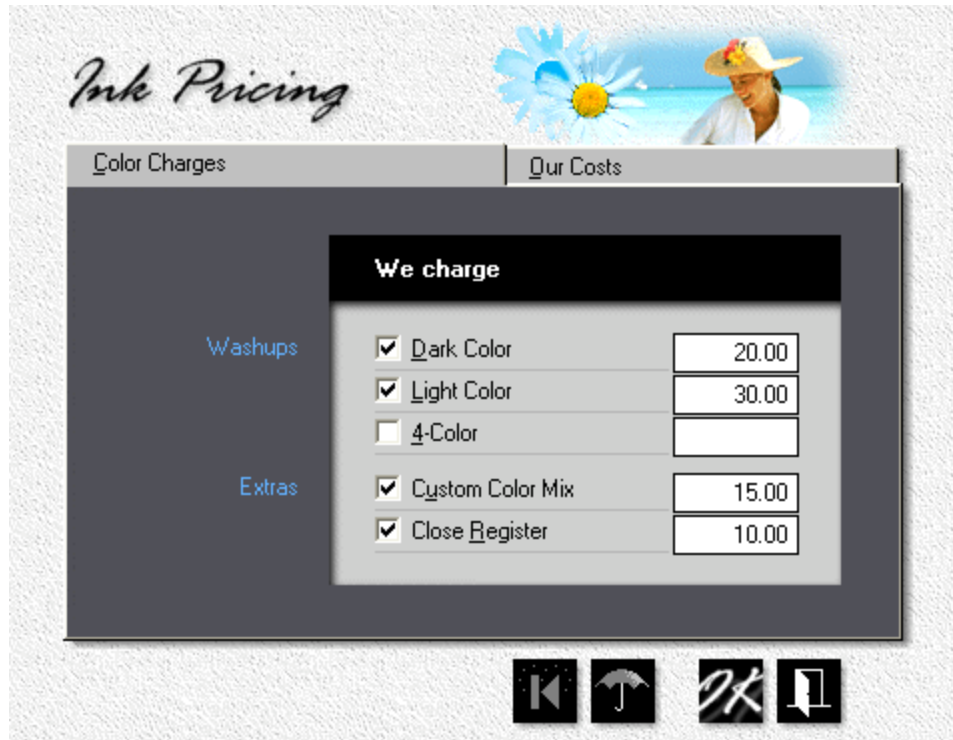 Ink Pricing
Color Charges
Our Costs
We charge
Washups
Dark Color 20.00
Light Color 30.00
4-Color
Extras
Custom Color Mix 15.00
Close Register 10.00
OK